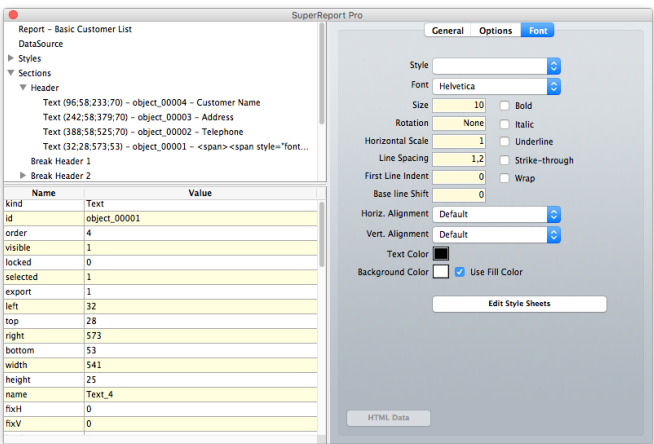 SuperReport Pro
Report - Basic Customer List
DataSource
Styles
Sections
Header
Text (96;58;233;70) - object_00004 - Customer Name
Text (242;58;379;70) - object_00003 - Address
Text (388;58;525;70) - object_00002 - Telephone
Text (32;28;573;53) - object_0001 - <span><span style="font...
Break Header 1
Break Header 2
Name Value
kind Text
id object_00001
order 4
visible 1
locked 0
selected 1
export 1
left 32
top 28
right 573
bottom 53
width 541
height 25
name Text_4
fixH 0
fixV 0
General Options Font
Style
Font Helvetica
Size 10 Bold
Rotation None Italic
Horizontal Scale 1 Underline
Line Spacing 1,2 Strike-through
First Line Indent 0 Wrap
Base line Shift 0
Horiz. Alignment Default
Vert. Alignment Default
Text Color
Background Color Use Fill Color
Edit Style Sheets
HTML Data